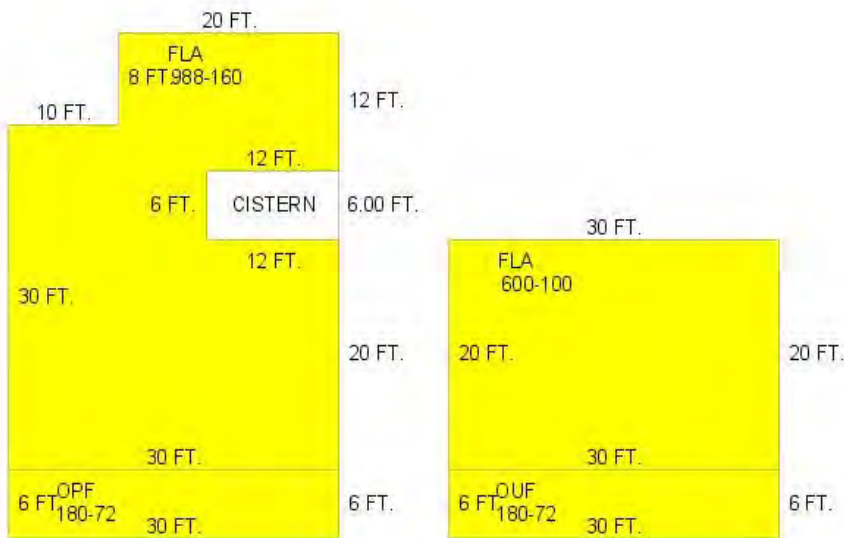 20 FT.
FLA
8 FT.988-160
12 FT.
10 FT.
12 FT.
6 FT.
CISTERN
6.00 FT.
12 FT.
30 FT.
20 FT.
30 FT.
6 FT.
OPF
180-72
6 FT.
30 FT.
30 FT.
FLA
600-100
20 FT.
20 FT.
30 FT.
6 FT.
OUF
180-72
6 FT.
30 FT.